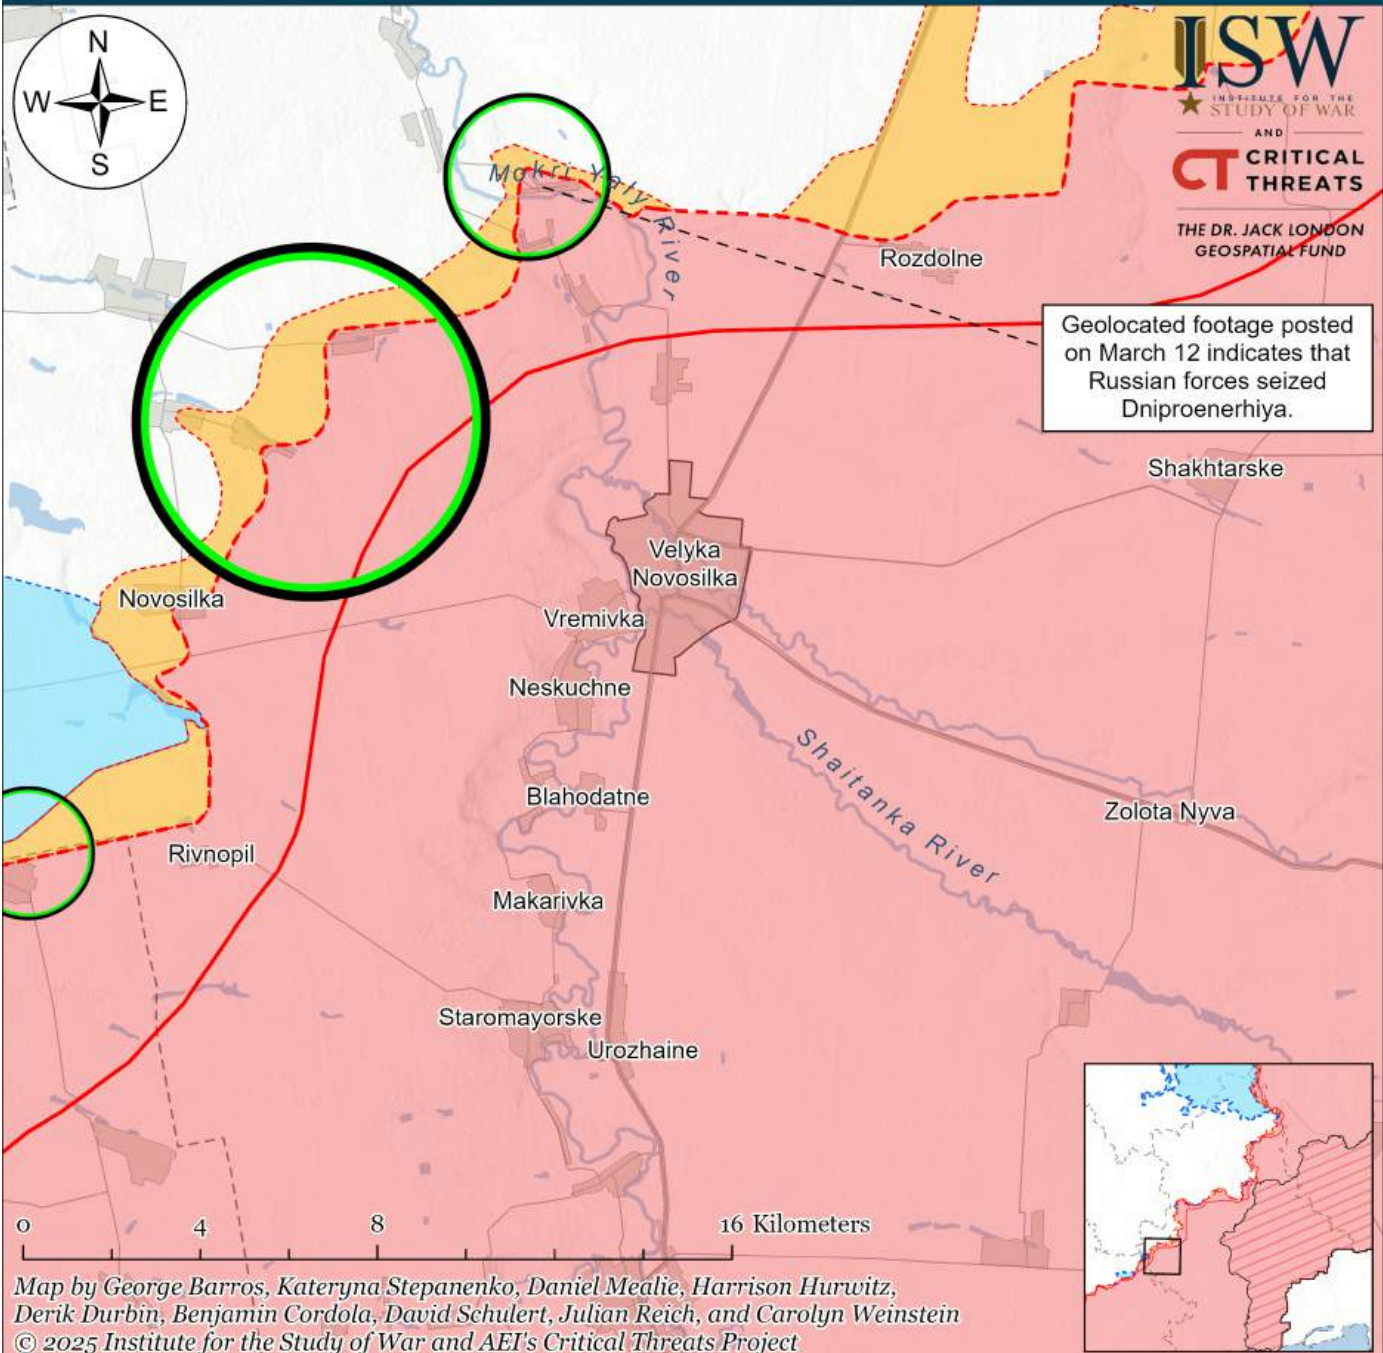 N
W
E
S
ISW
INSTITUTE FOR THE
STUDY OF WAR
AND
CT CRITICAL
THREATS
THE DR. JACK LONDON
GEOSPATIAL FUND
Mokri Yaly River
Rozdolne
Geolocated footage posted
on March 12 indicates that
Russian forces seized
Dniproenerhiya.
Shakhtarske
Velyka
Novosilka
Novosilka
Vremivka
Neskuchne
Shaitanka River
Blahodatne
Zolota Nyva
Rivnopil
Makarivka
Staromayorske
Urozhaine
0 4 8 16 Kilometers
Map by George Barros, Kateryna Stepanenko, Daniel Mealie, Harrison Hurwitz,
Derik Durbin, Benjamin Cordola, David Schulert, Julian Reich, and Carolyn Weinstein
© 2025 Institute for the Study of War and AEI's Critical Threats Project